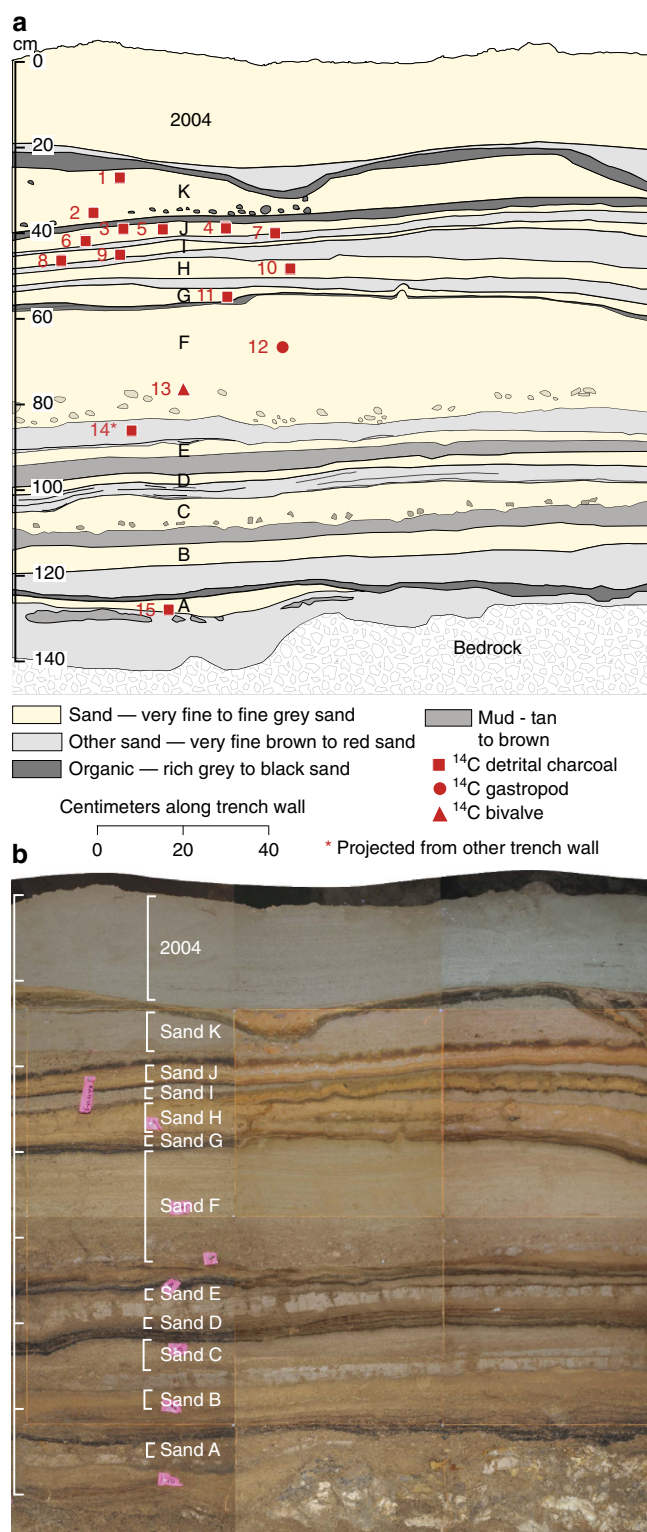 a
cm
0
2004
20
1
K
2
3 5 J 4 7
40
6 I
8 9 H 10
G 11
60
F 12
13
80
14*
E
D
100
C
B
120
15 A
Bedrock
140
Sand — very fine to fine grey sand
Other sand — very fine brown to red sand
Organic — rich grey to black sand
Mud - tan
to brown
14C detrital charcoal
14C gastropod
14C bivalve
Centimeters along trench wall
0 20 40
* Projected from other trench wall
b
2004
Sand K
Sand J
Sand I
Sand H
Sand G
Sand F
Sand E
Sand D
Sand C
Sand B
Sand A